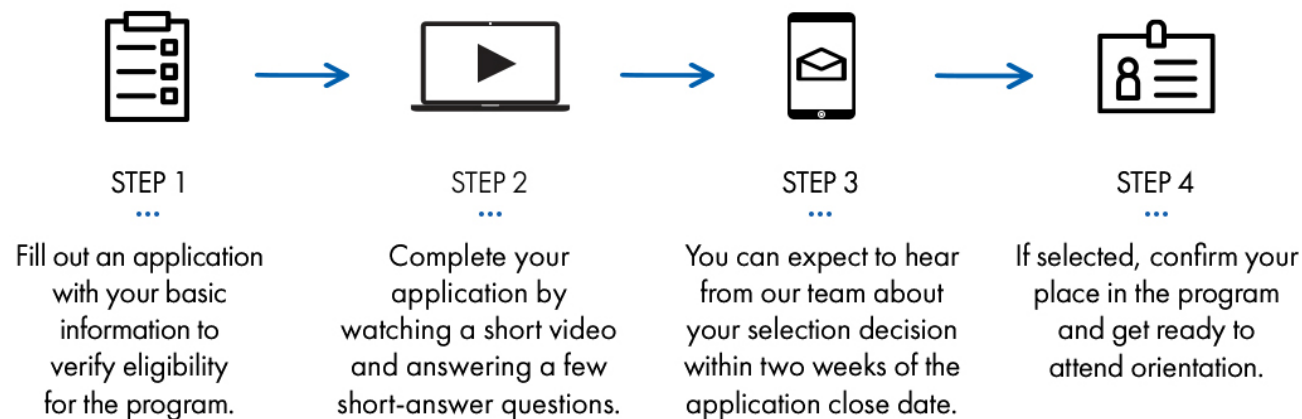 STEP 1
Fill out an application
with your basic
information to
verify eligibility
for the program.
STEP 2
Complete your
application by
watching a short video
and answering a few
short-answer questions.
STEP 3
You can expect to hear
from our team about
your selection decision
within two weeks of the
application close date.
STEP 4
If selected, confirm your
place in the program
and get ready to
attend orientation.